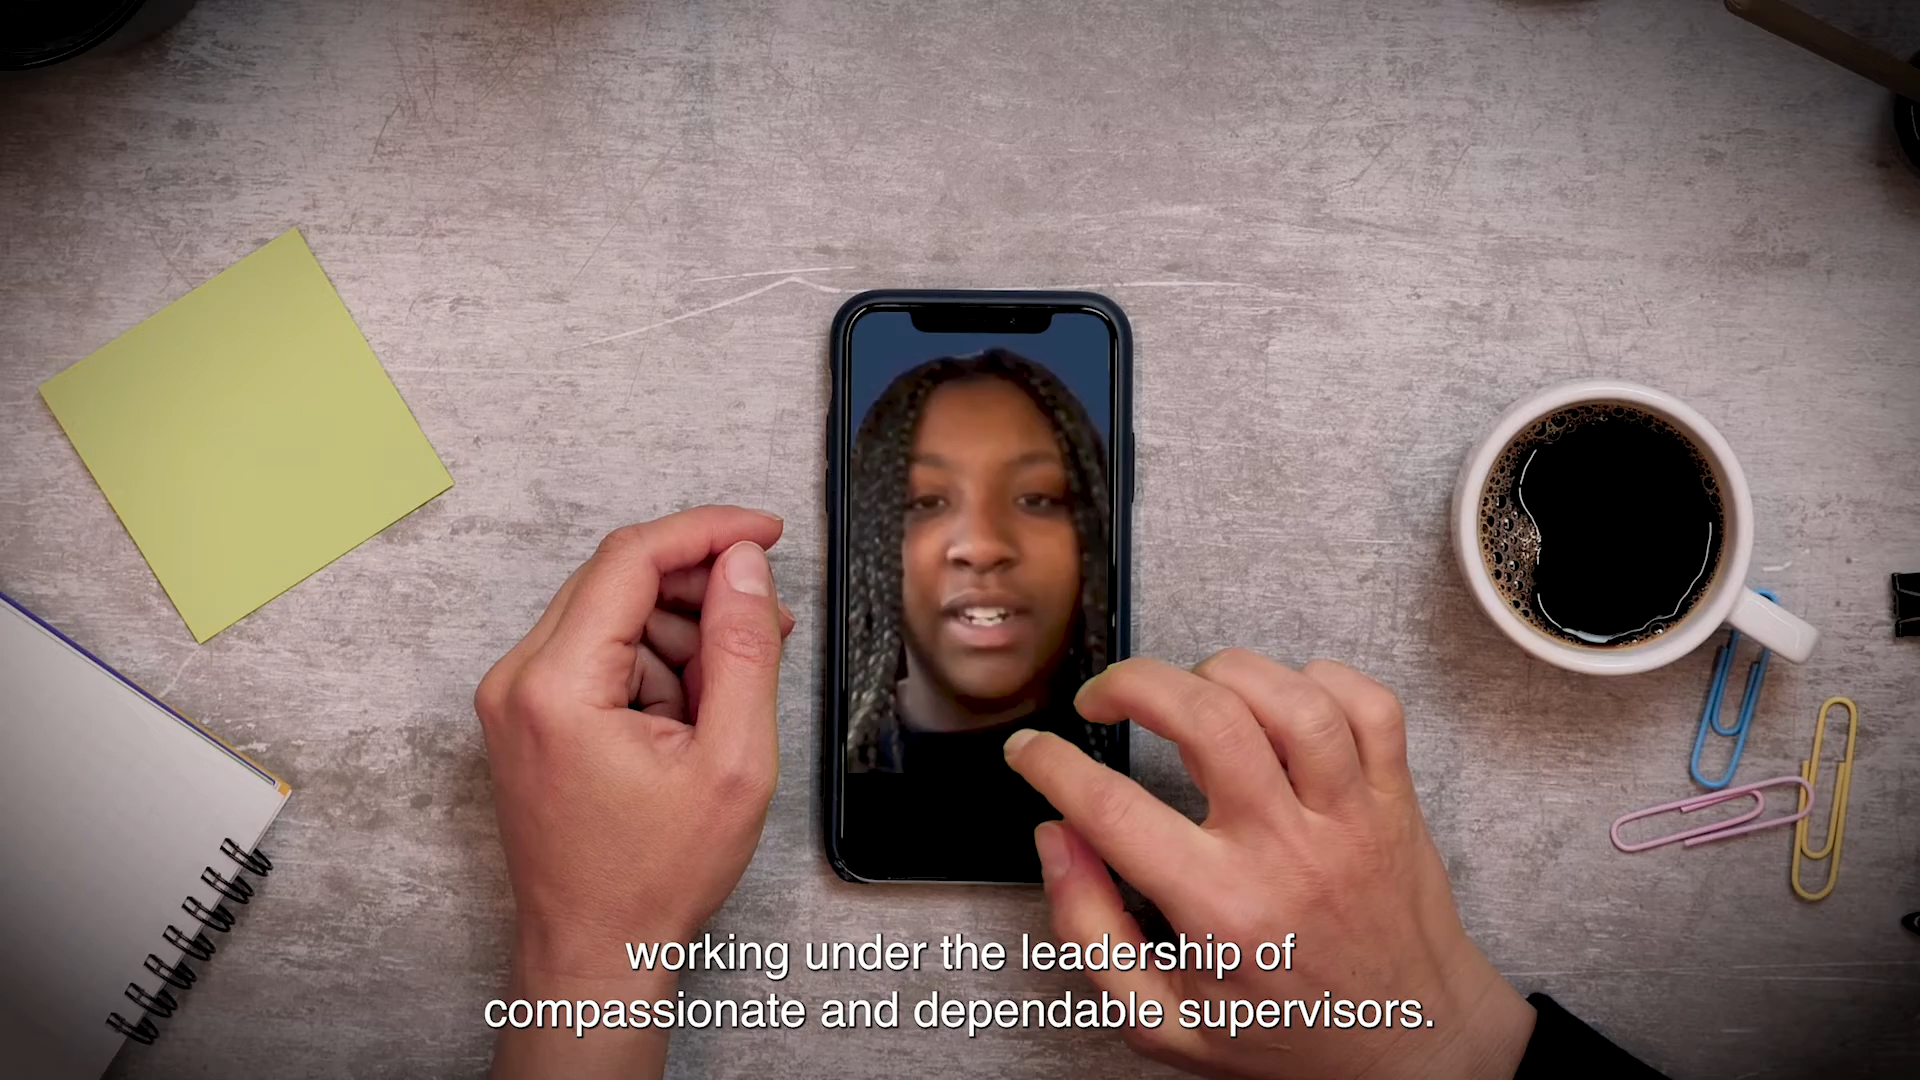 working under the leadership of
compassionate and dependable supervisors.